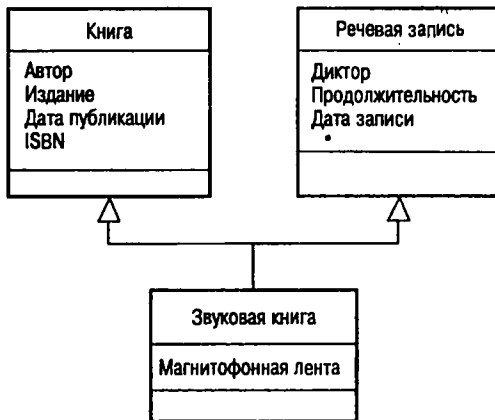 Книга
Автор
Издание
Дата публикации
ISBN
Речевая запись
Диктор
Продолжительность
Дата записи
Звуковая книга
Магнитофонная лента